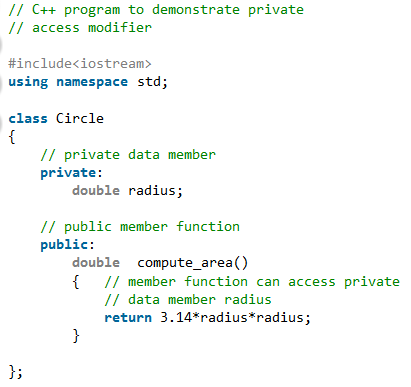 // C++ program to demonstrate private
// access modifier
#include<iostream>
using namespace std;
class Circle
{
// private data member
private:
double radius;
// public member function
public:
double  compute_area()
{   // member function can access private
// data member radius
return 3.14*radius*radius;
}
};